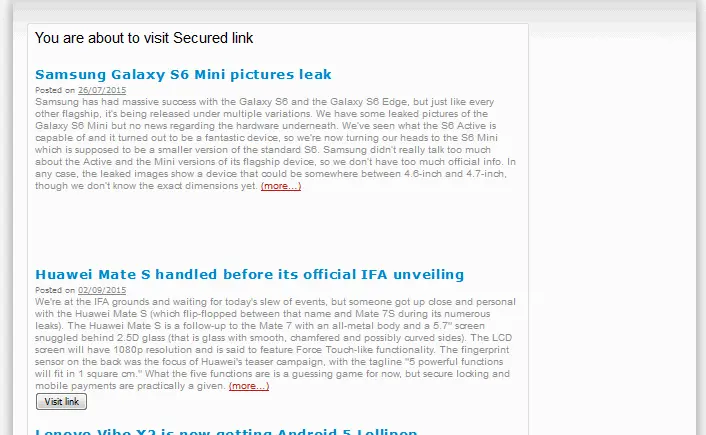 You are about to visit Secured link
Samsung Galaxy S6 Mini pictures leak
Posted on 26/07/2015
Samsung has had massive success with the Galaxy S6 and the Galaxy S6 Edge, but just like every
other flagship, it's being released under multiple variations. We have some leaked pictures of the
Galaxy S6 Mini but no news regarding the hardware underneath. We've seen what the S6 Active is
capable of and it turned out to be a fantastic device, so we're now turning our heads to the S6 Mini
which is supposed to be a smaller version of the standard S6. Samsung didn't really talk too much
about the Active and the Mini versions of its flagship device, so we don't have too much official info. In
any case, the leaked images show a device that could be somewhere between 4.6-inch and 4.7-inch,
though we don't know the exact dimensions yet. (more...)
Huawei Mate S handled before its official IFA unveiling
Posted on 02/09/2015
We're at the IFA grounds and waiting for today's slew of events, but someone got up close and personal
with the Huawei Mate S (which flip-flopped between that name and Mate 7S during its numerous
leaks). The Huawei Mate S is a follow-up to the Mate 7 with an all-metal body and a 5.7" screen
snuggled behind 2.5D glass (that is glass with smooth, chamfered and possibly curved sides). The LCD
screen will have 1080p resolution and is said to feature Force Touch-like functionality. The fingerprint
sensor on the back was the focus of Huawei's teaser campaign, with the tagline "5 powerful functions
will fit in 1 square cm." What the five functions are is a guessing game for now, but secure locking and
mobile payments are practically a given. (more...)
Visit link
Lenovo Vibe X2 is now getting Android 5 Lollipop